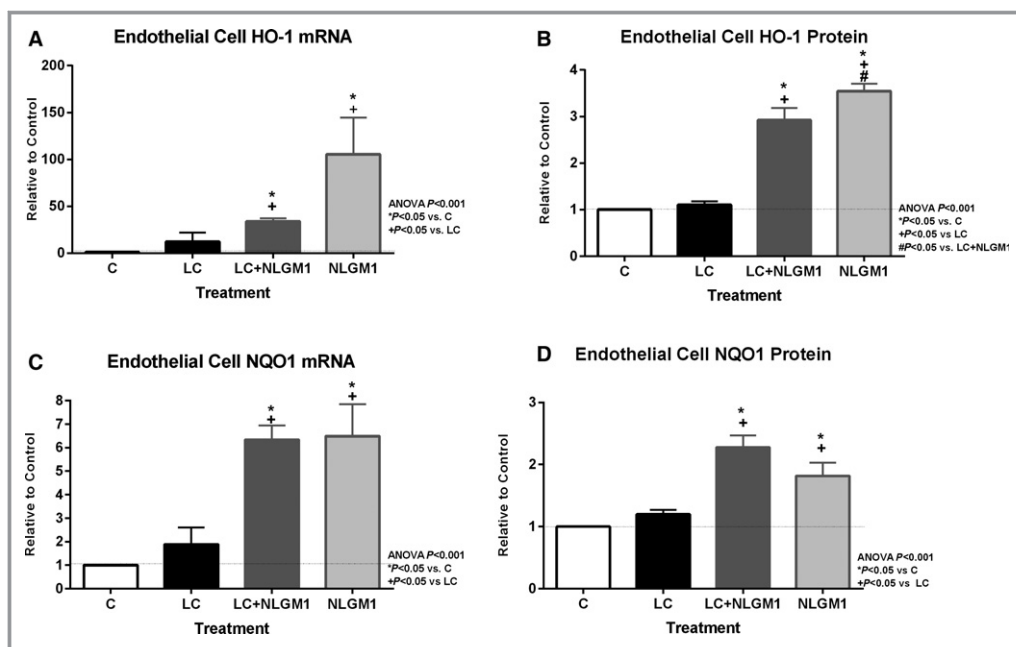 A
Endothelial Cell HO-1 mRNA
200
150
100
50
0
Relative to Control
*
+
*
+
ANOVA P<0.001
*P<0.05 vs. C
+P<0.05 vs. LC
C LC LC+NLGM1 NLGM1
Treatment
B
Endothelial Cell HO-1 Protein
4
3
2
1
0
Relative to Control
*
+
*
+
#
ANOVA P<0.001
*P<0.05 vs C
+P<0.05 vs LC
#P<0.05 vs. LC+NLGM1
C LC LC+NLGM1 NLGM1
Treatment
C
Endothelial Cell NQO1 mRNA
8
7
6
5
4
3
2
1
0
Relative to Control
*
+
*
+
ANOVA P<0.001
*P<0.05 vs. C
+P<0.05 vs LC
C LC LC+NLGM1 NLGM1
Treatment
D
Endothelial Cell NQO1 Protein
3
2
1
0
Relative to Control
*
+
*
+
ANOVA P<0.001
*P<0.05 vs C
+P<0.05 vs LC
C LC LC+NLGM1 NLGM1
Treatment